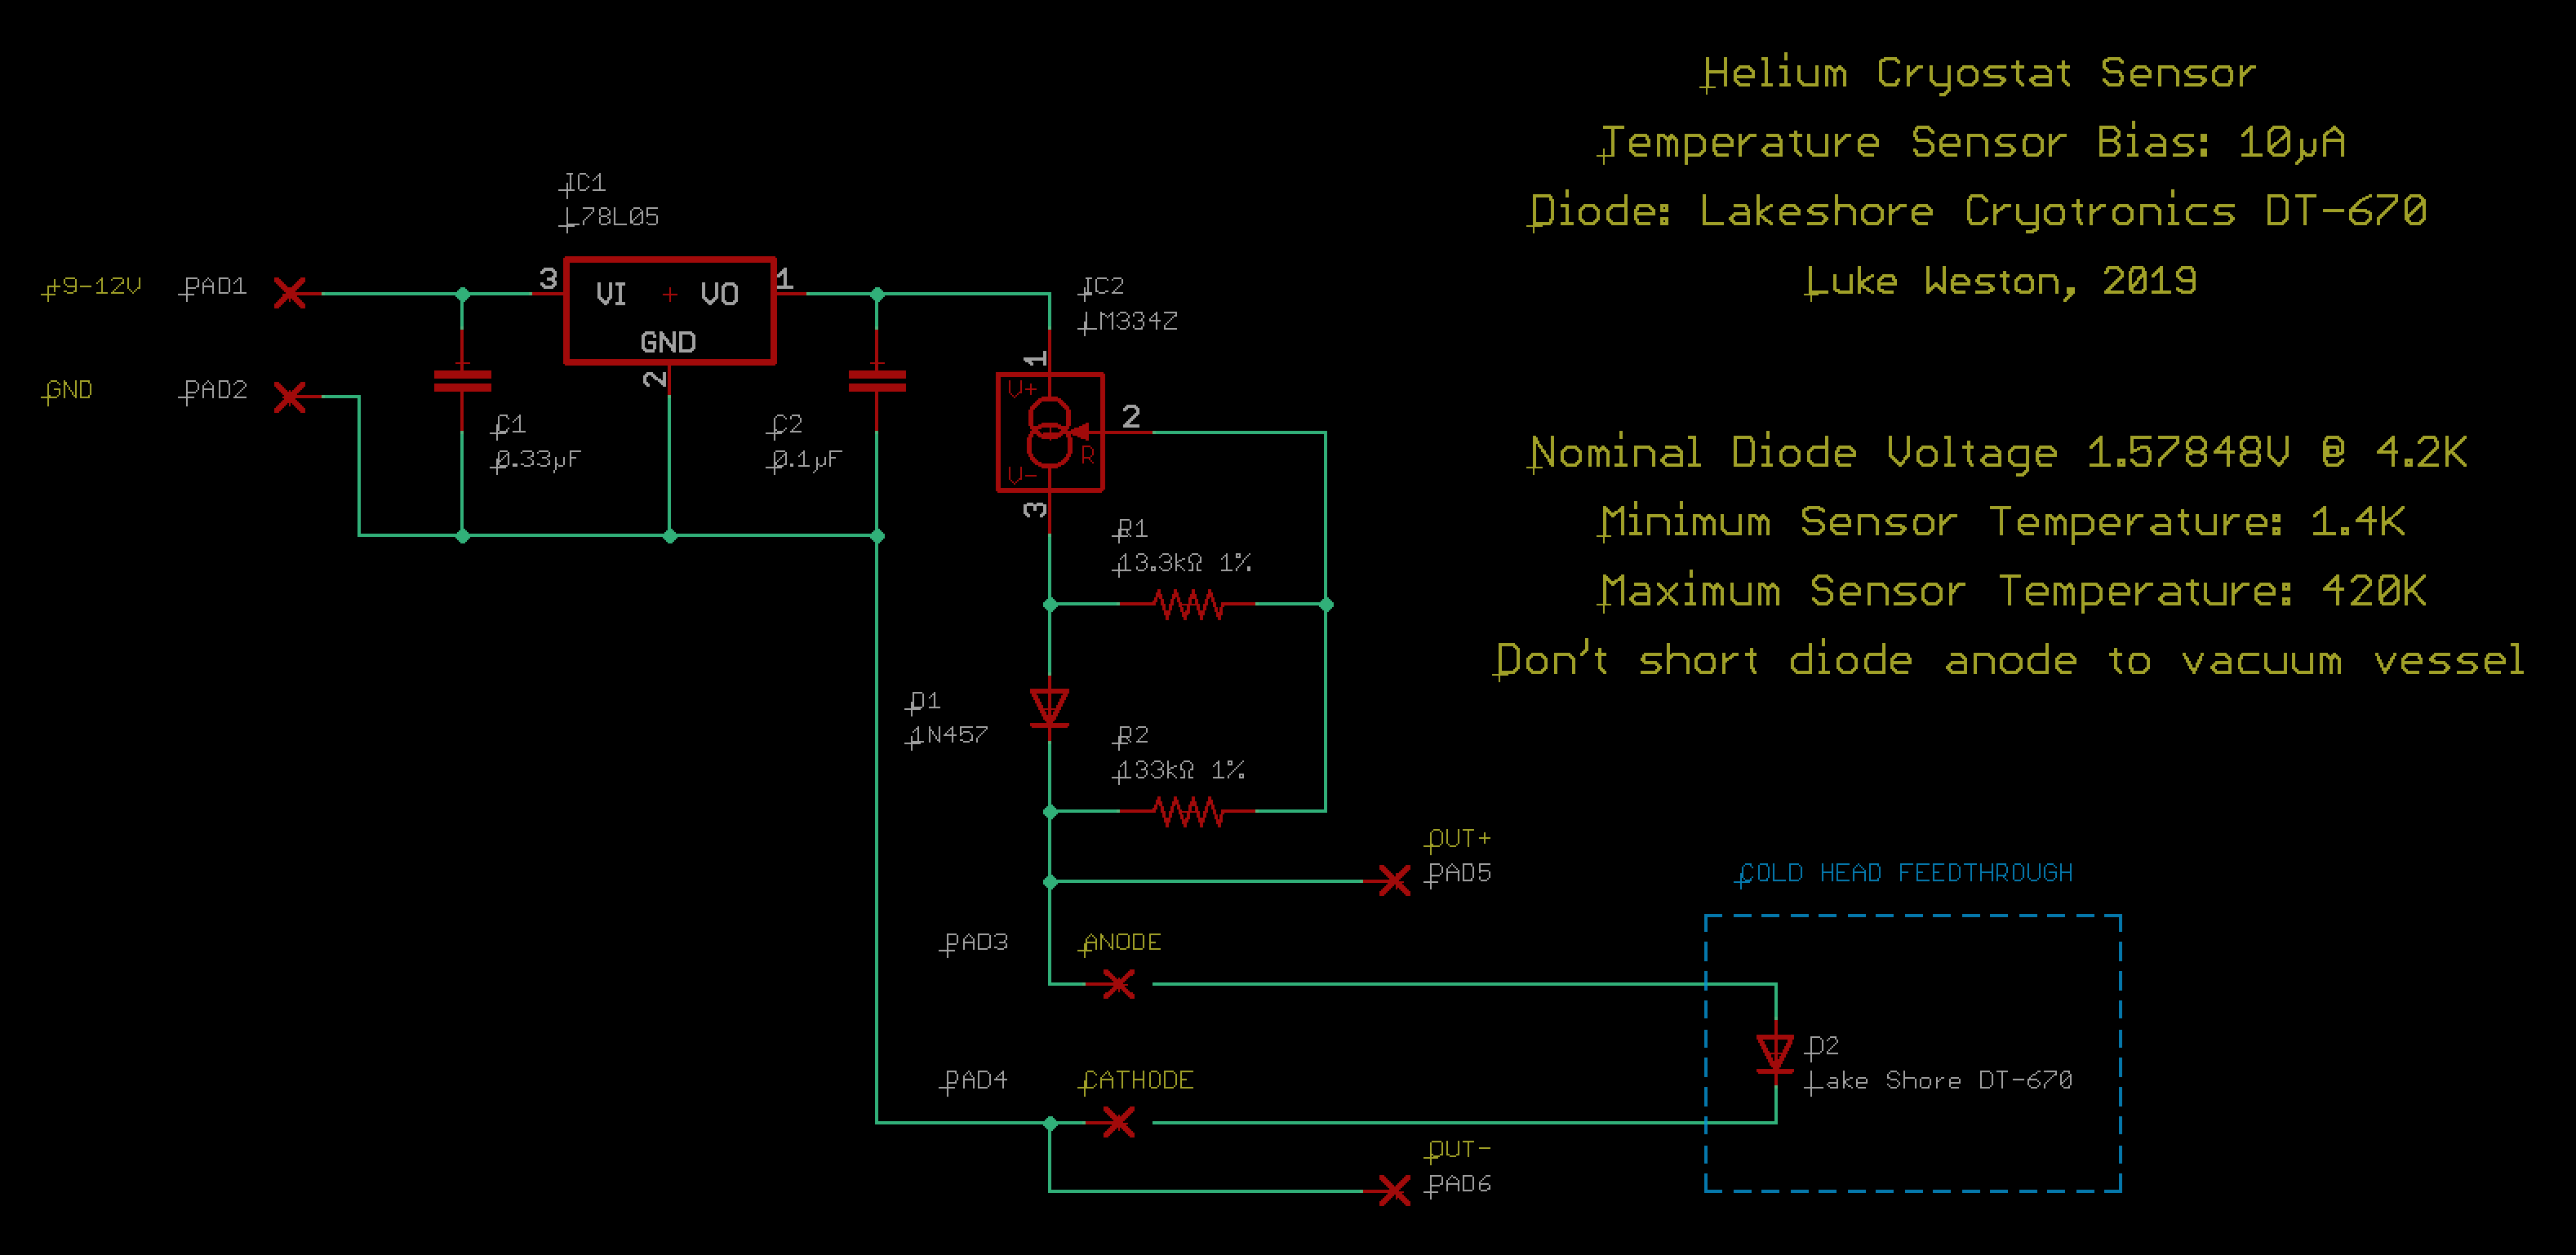 Helium Cryostat Sensor
Temperature Sensor Bias: 10µA
Diode: Lakeshore Cryotronics DT-670
Luke Weston, 2019
Nominal Diode Voltage 1.57848V @ 4.2K
Minimum Sensor Temperature: 1.4K
Maximum Sensor Temperature: 420K
Don't short diode anode to vacuum vessel
IC1
L78L05
+9-12V PAD1
3 VI VO 1
GND
2
GND PAD2
C1
0.33µF
C2
0.1µF
IC2
LM334Z
1
V+
2
R
V-
3
R1
13.3kΩ 1%
D1
1N457
R2
133kΩ 1%
OUT+
PAD5
COLD HEAD FEEDTHROUGH
PAD3 ANODE
D2
Lake Shore DT-670
PAD4 CATHODE
OUT-
PAD6